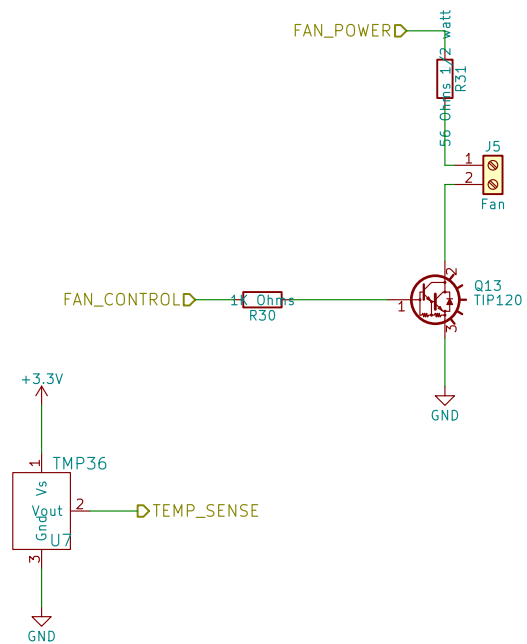 FAN_POWER
56 Ohms 1/2 watt
R31
J5
1
2
Fan
FAN_CONTROL
1K Ohms
R30
1
2
3
Q13
TIP120
GND
+3.3V
1
TMP36
Vs
Vout
Gnd
2
TEMP_SENSE
U7
3
GND